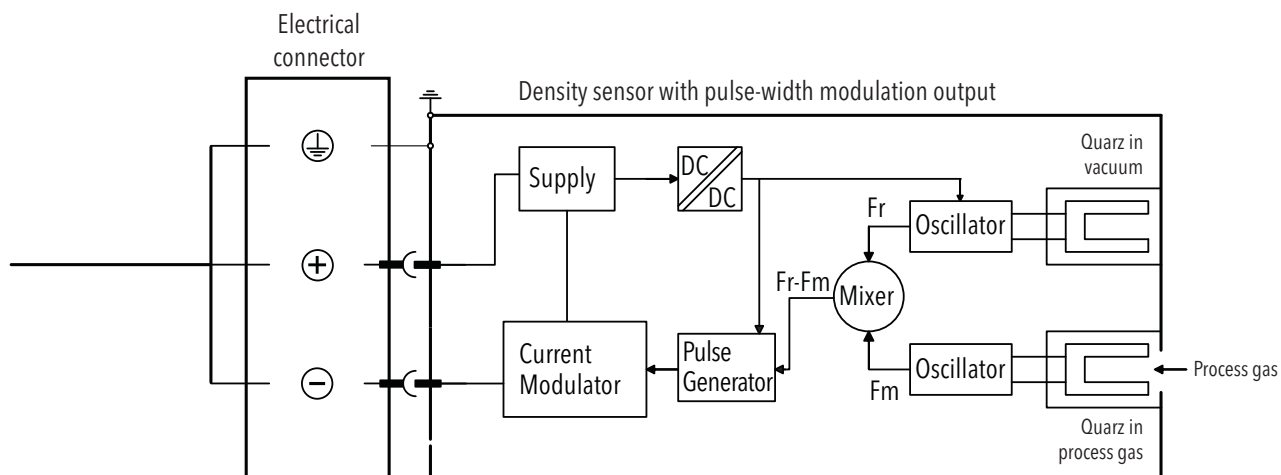 Electrical
connector
Density sensor with pulse-width modulation output
Quarz in
vacuum
Supply
DC
DC
Fr
Oscillator
+
Fr-Fm
Mixer
Current
Modulator
Pulse
Generator
Oscillator
Fm
Process gas
−
Quarz in
process gas